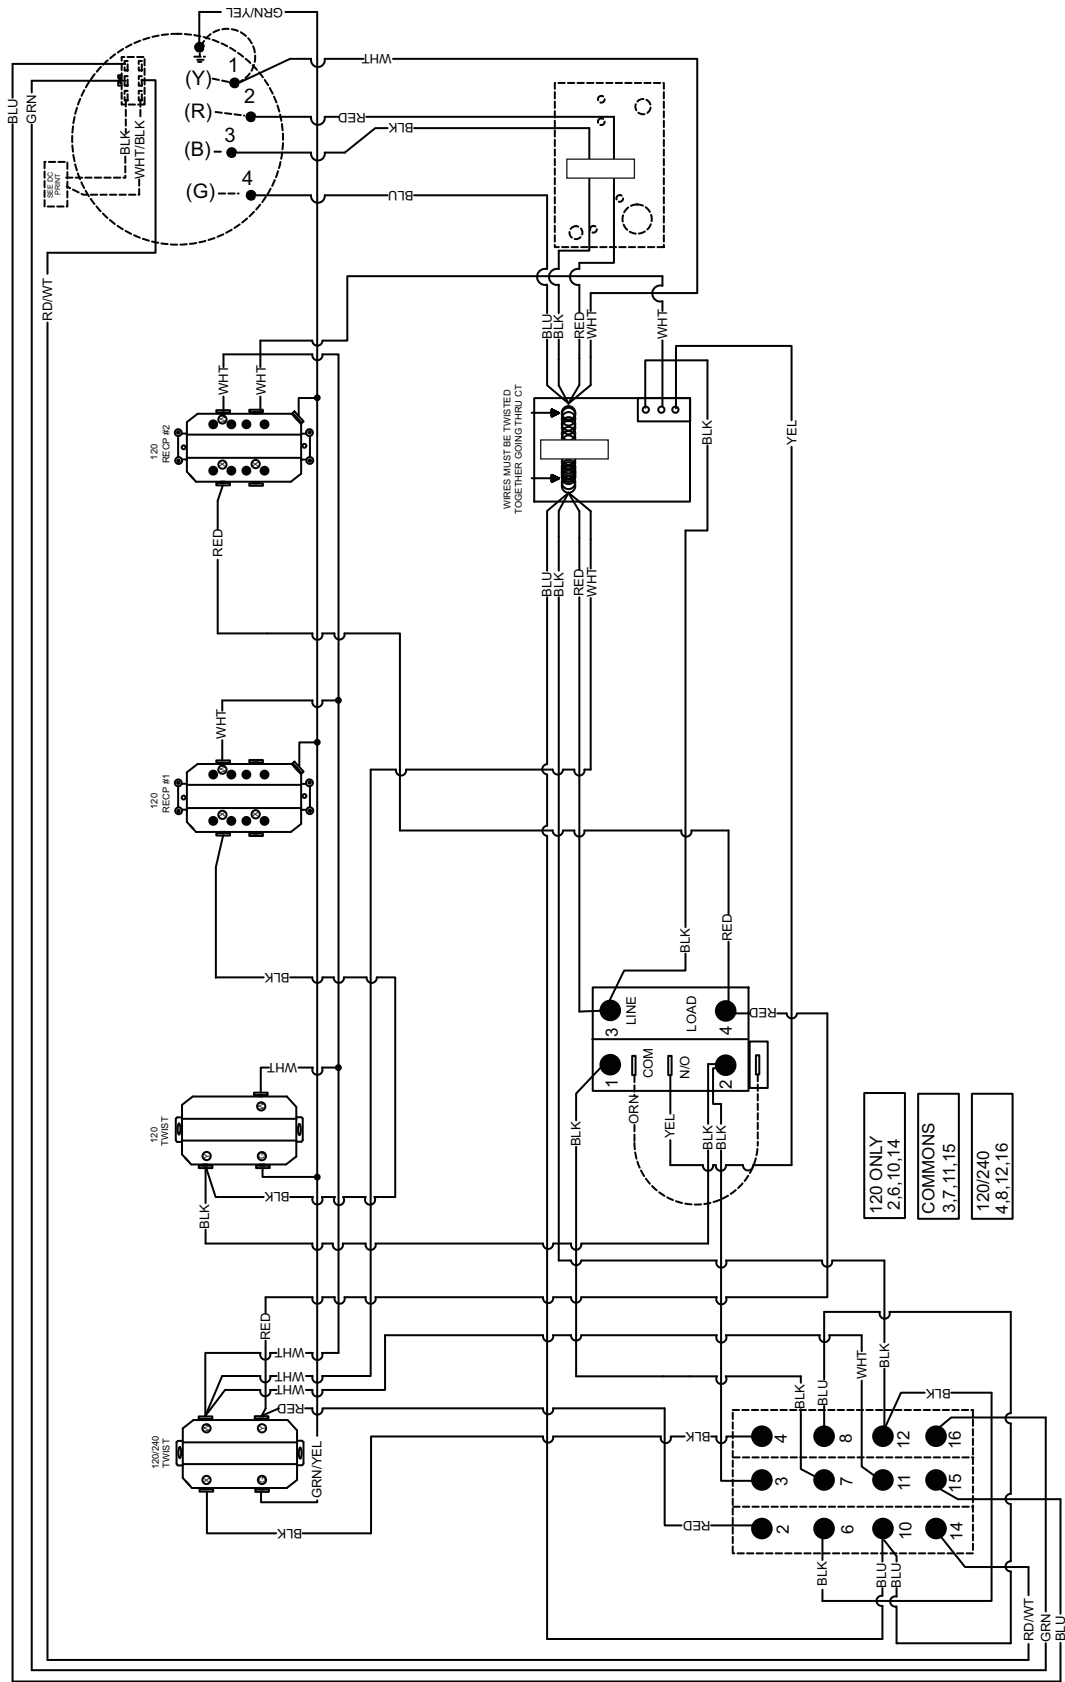 GRN/YEL
BLU
GRN
(Y)
1
2
(R)
3
(B)
4
(G)
BLK
WHT/BLK
SEE DC
PRINT
RD/WT
WHT
RED
BLK
BLU
BLU
BLK
RED
WHT
WHT
WHT
WHT
120
RECP #2
WIRES MUST BE TWISTED
TOGETHER GOING THRU CT
BLK
YEL
RED
BLU
BLK
RED
WHT
WHT
120
RECP #1
BLK
BLK
RED
3
LINE
LOAD
4
RED
1
COM
N/O
2
ORN
YEL
BLK
BLK
BLK
WHT
120
TWIST
BLK
BLK
120 ONLY
2,6,10,14
COMMONS
3,7,11,15
120/240
4,8,12,16
RED
WHT
WHT
WHT
RED
120/240
TWIST
GRN/YEL
BLK
WHT
BLK
BLK
BLU
BLK
BLK
4
8
12
16
3
7
11
15
RED
2
6
10
14
BLK
BLU
BLU
RD/WT
GRN
BLU